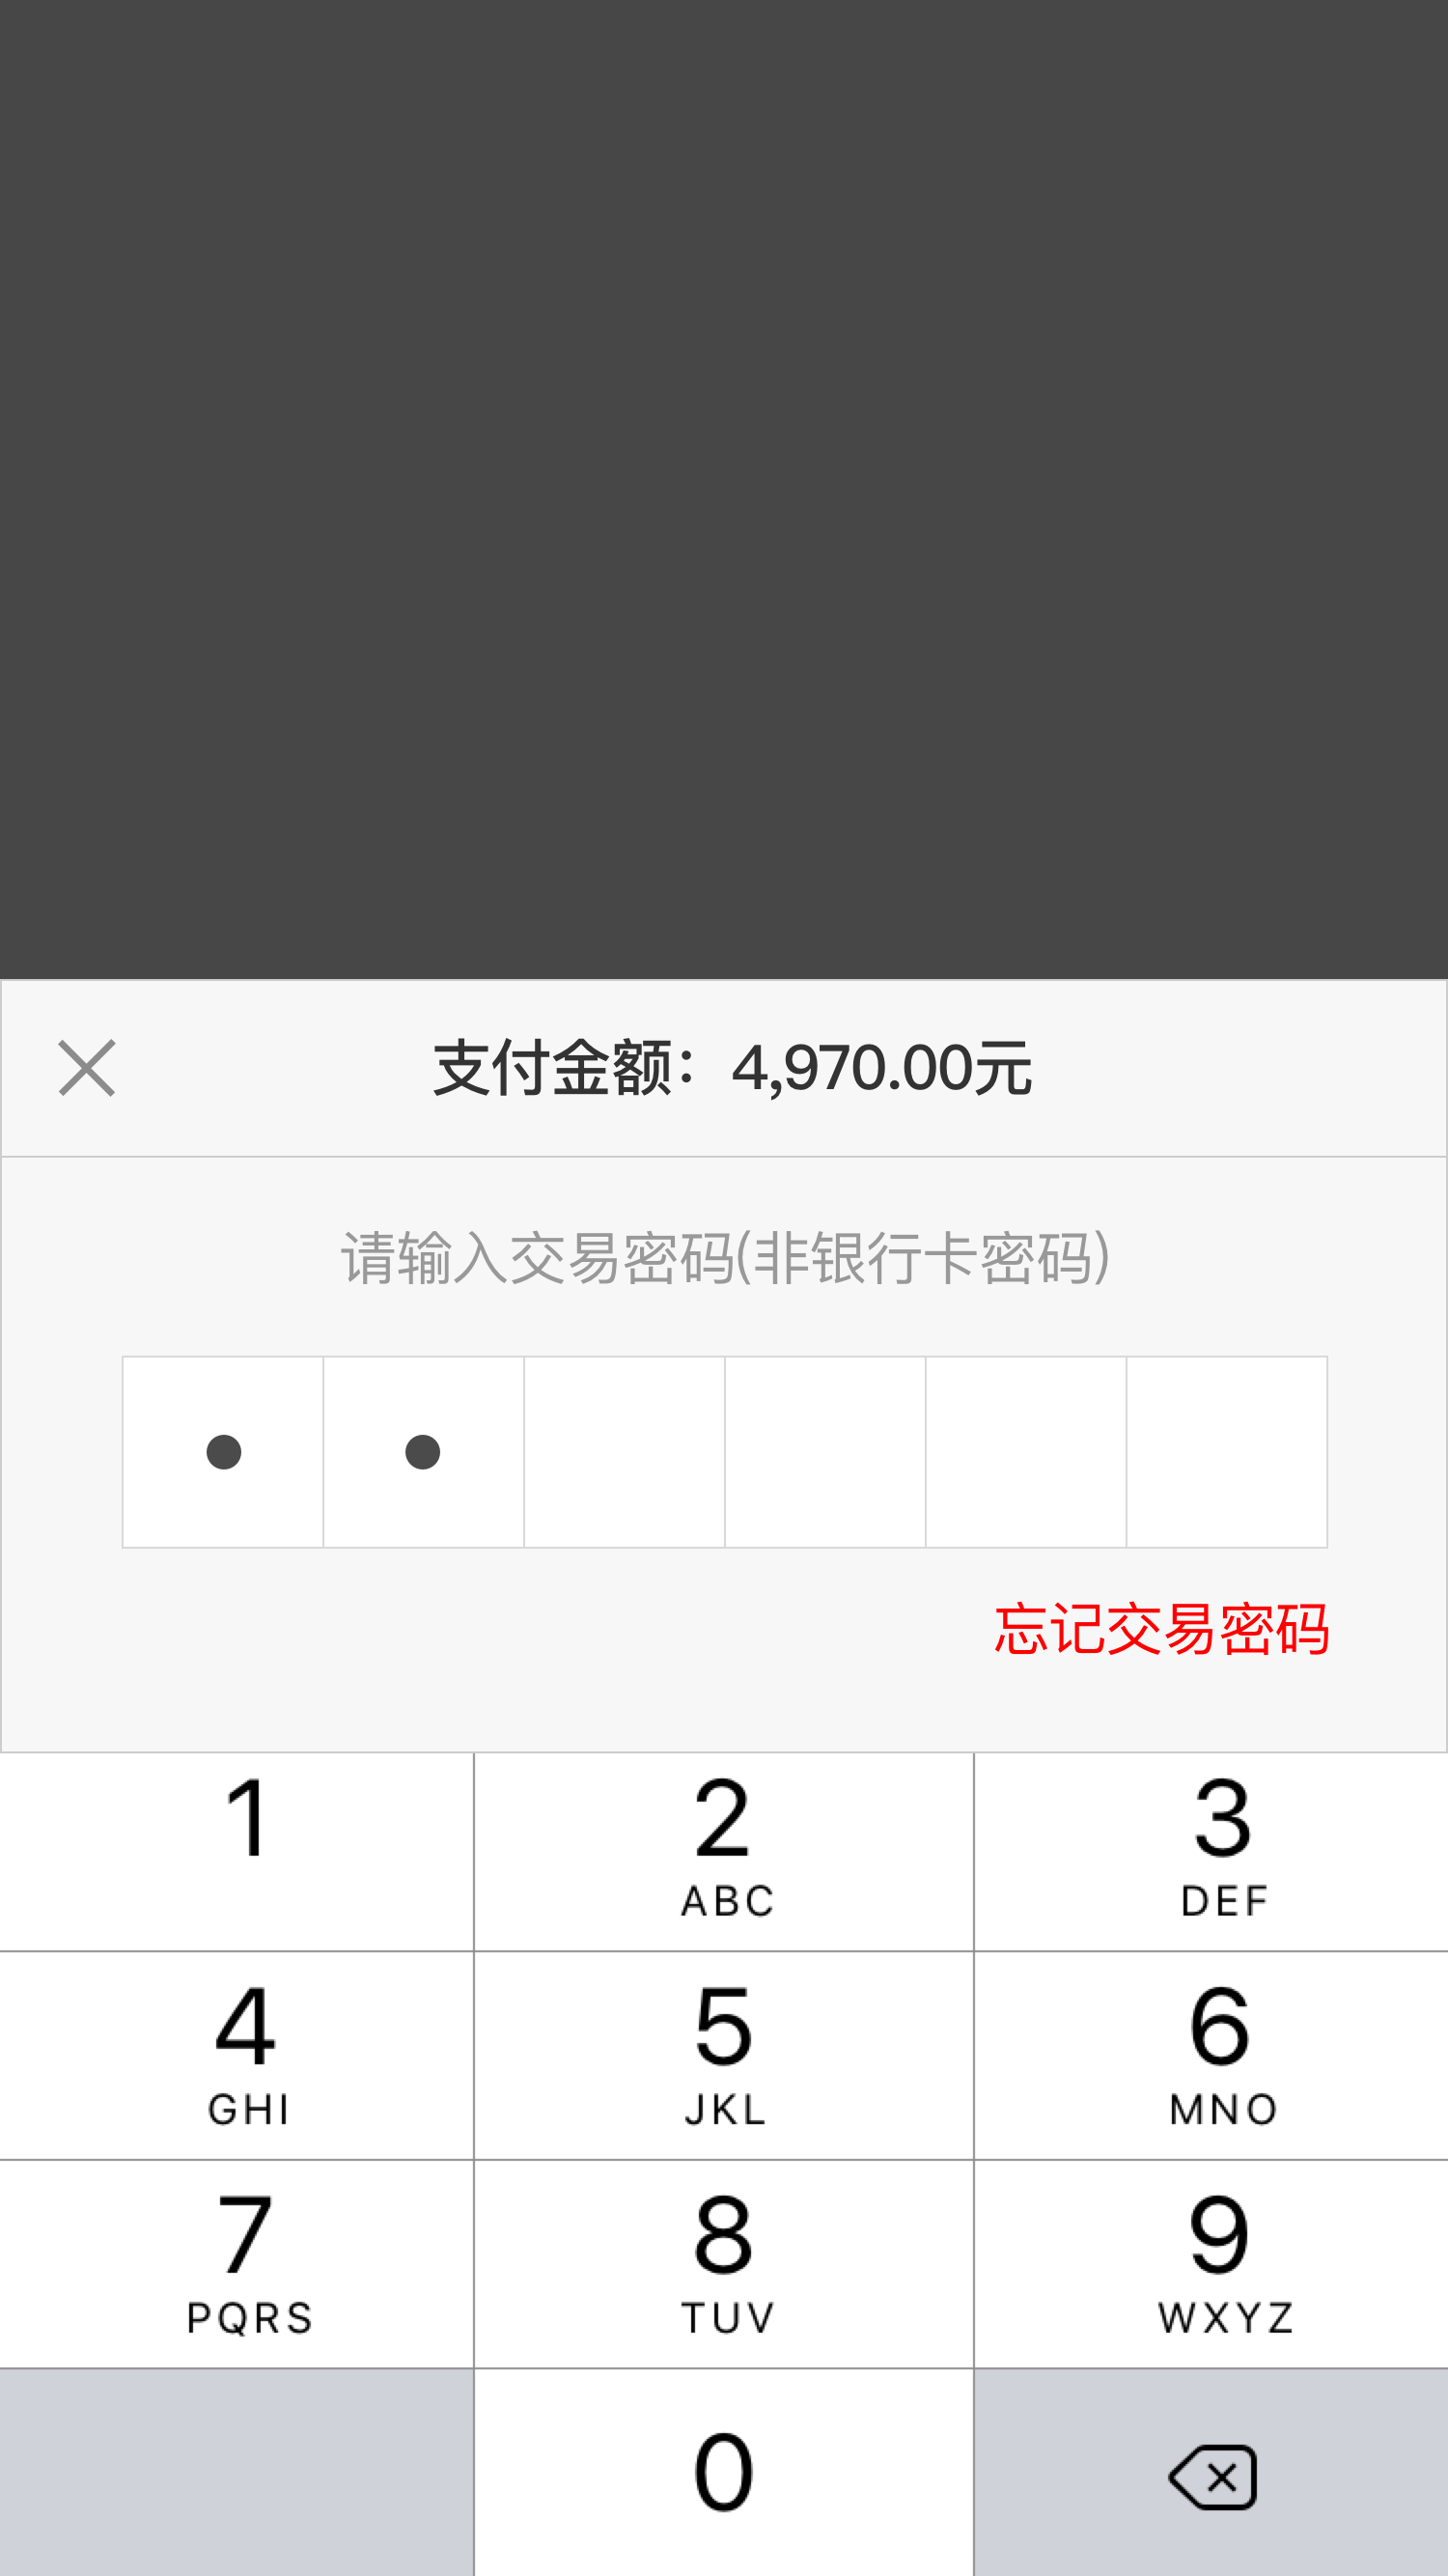 支付金额：4,970.00元
请输入交易密码(非银行卡密码)
忘记交易密码
1 2 3
ABC DEF
4 5 6
GHI JKL MNO
7 8 9
PQRS TUV WXYZ
0